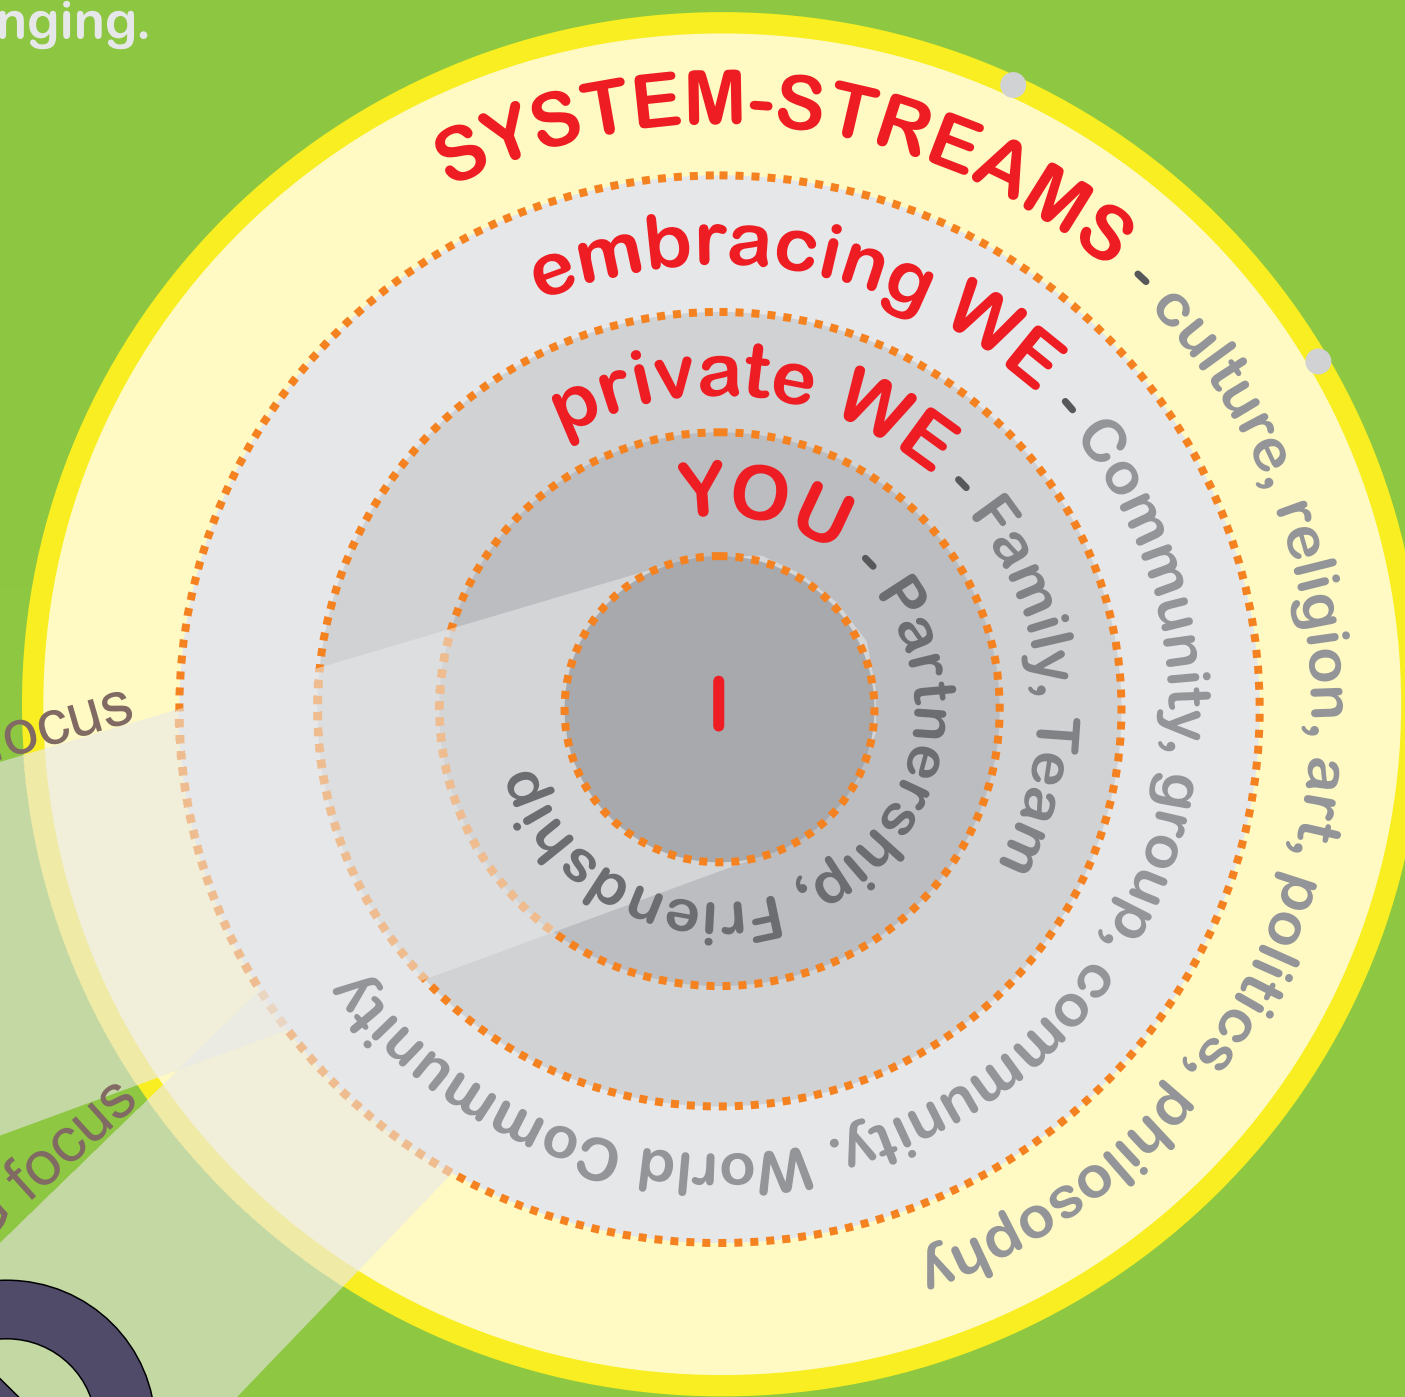 nging.
SYSTEM-STREAMS - culture, religion, art, politics, philosophy
embracing WE - Community, group, community. World Community
private WE - Family, Team
YOU - Partnership, Friendship
I
ocus
focus